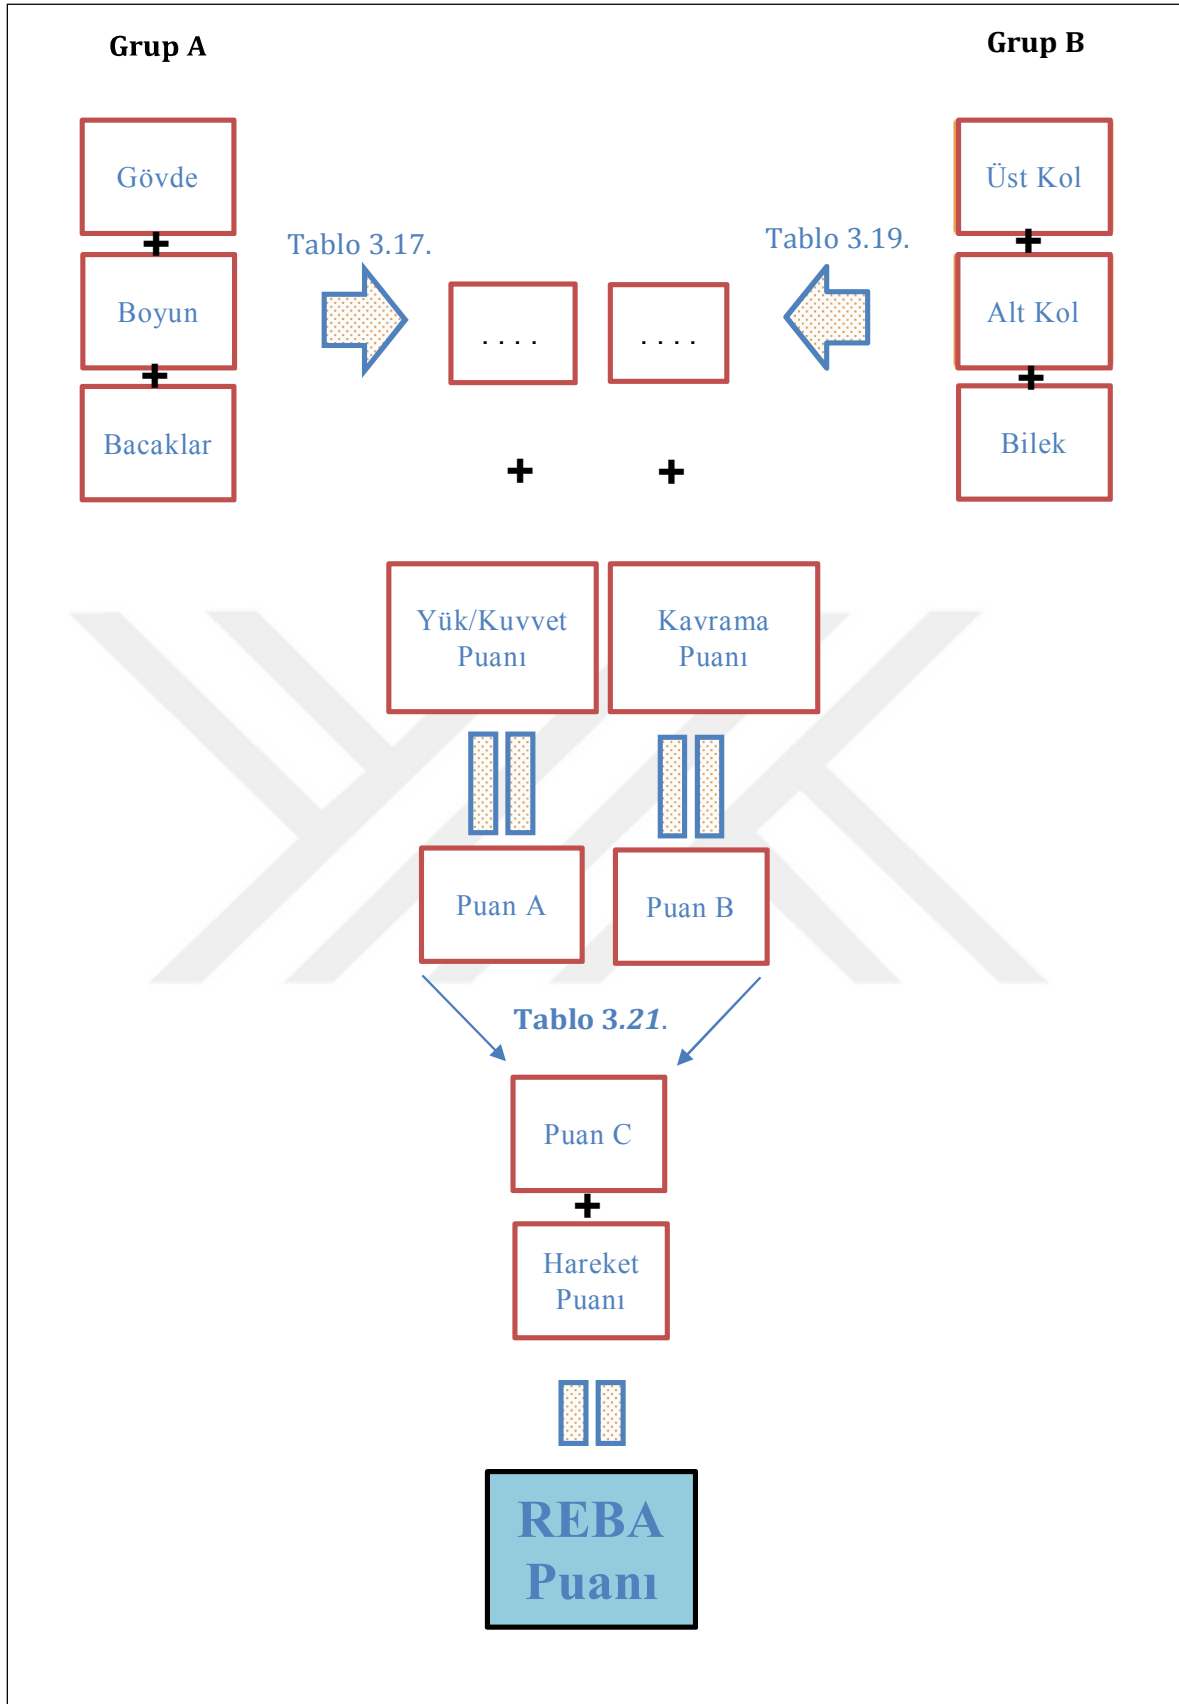 Grup A
Grup B
Gövde
Üst Kol
+
+
Tablo 3.17.
Tablo 3.19.
Boyun
Alt Kol
. . . .
. . . .
+
+
Bacaklar
Bilek
+
+
Yük/Kuvvet
Puanı
Kavrama
Puanı
Puan A
Puan B
Tablo 3.21.
Puan C
+
Hareket
Puanı
REBA
Puanı